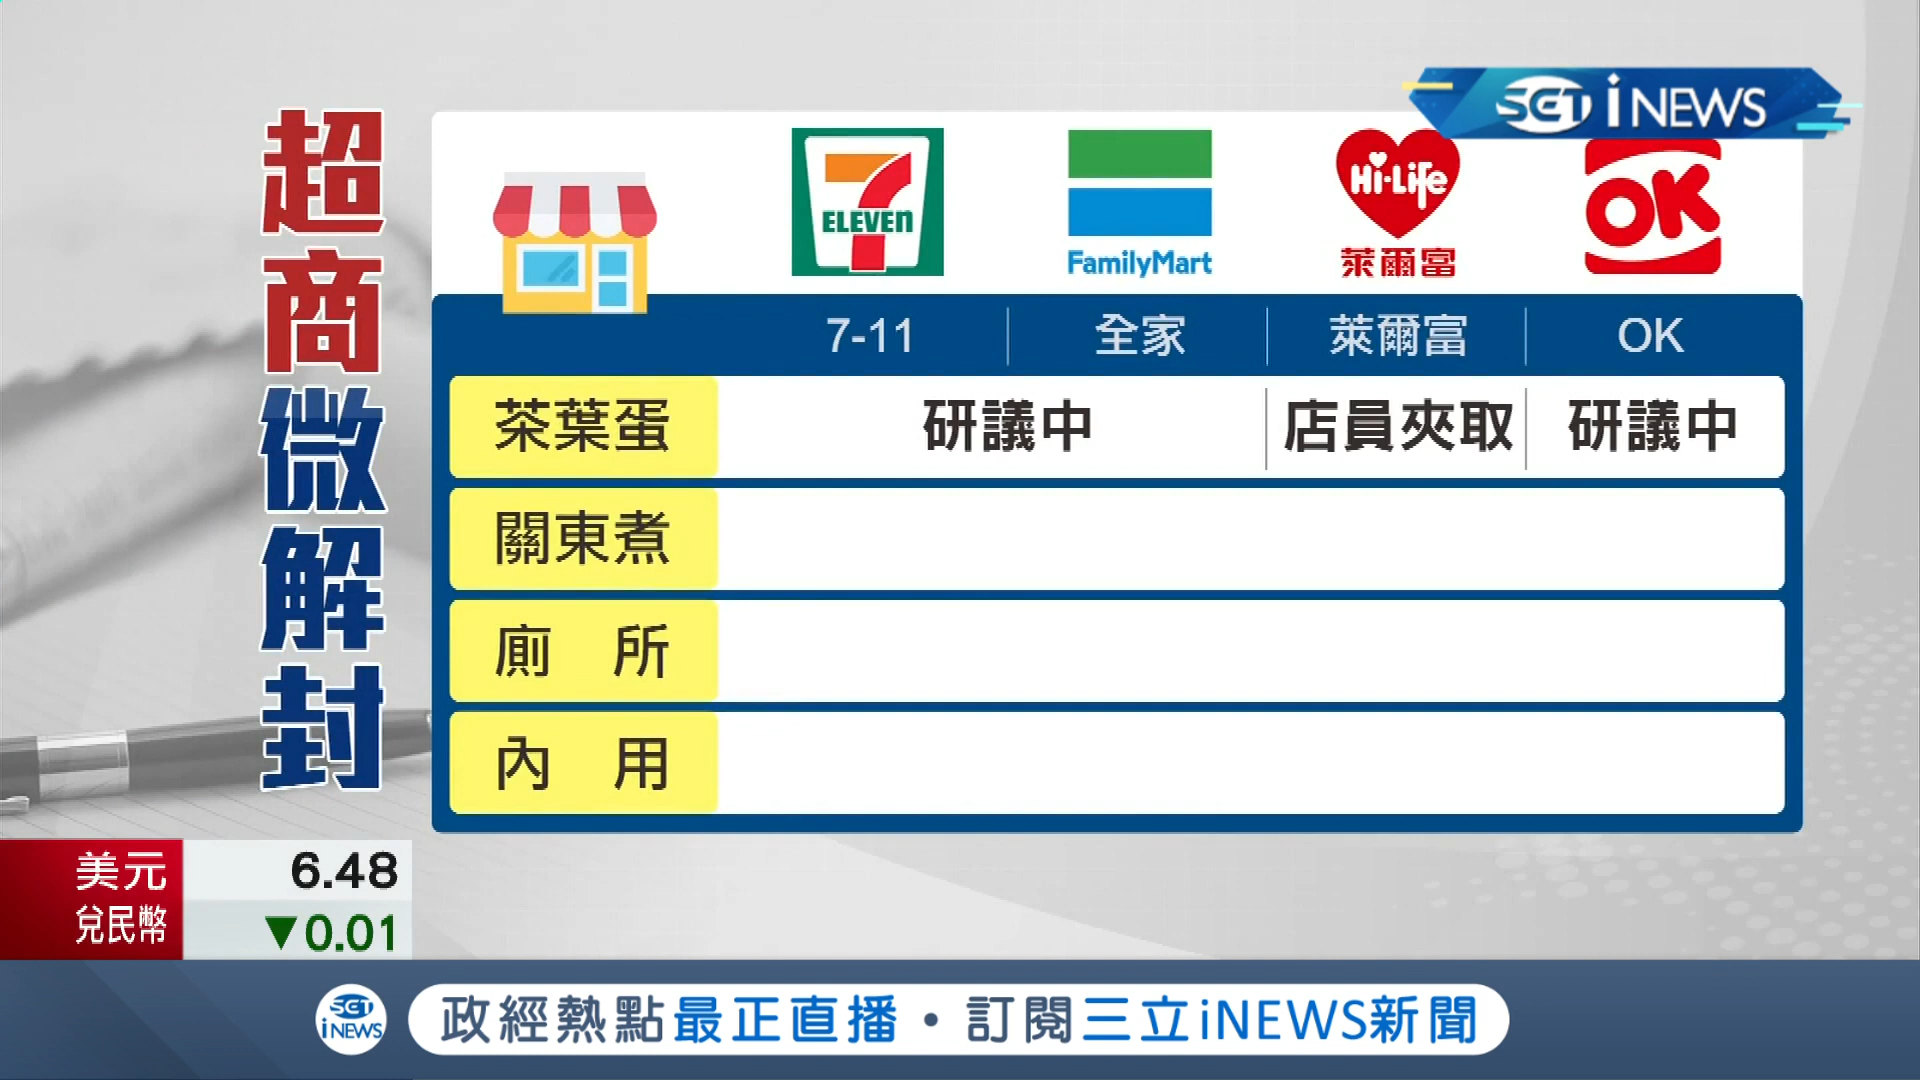 超商微解封
SET iNEWS
7 ELEVEn
FamilyMart
Hi-Life
萊爾富
OK
7-11 全家 萊爾富 OK
茶葉蛋 研議中 店員夾取 研議中
關東煮
廁所
內用
美元 6.48
兌民幣 ▼0.01
SET iNEWS
政經熱點最正直播・訂閱三立iNEWS新聞